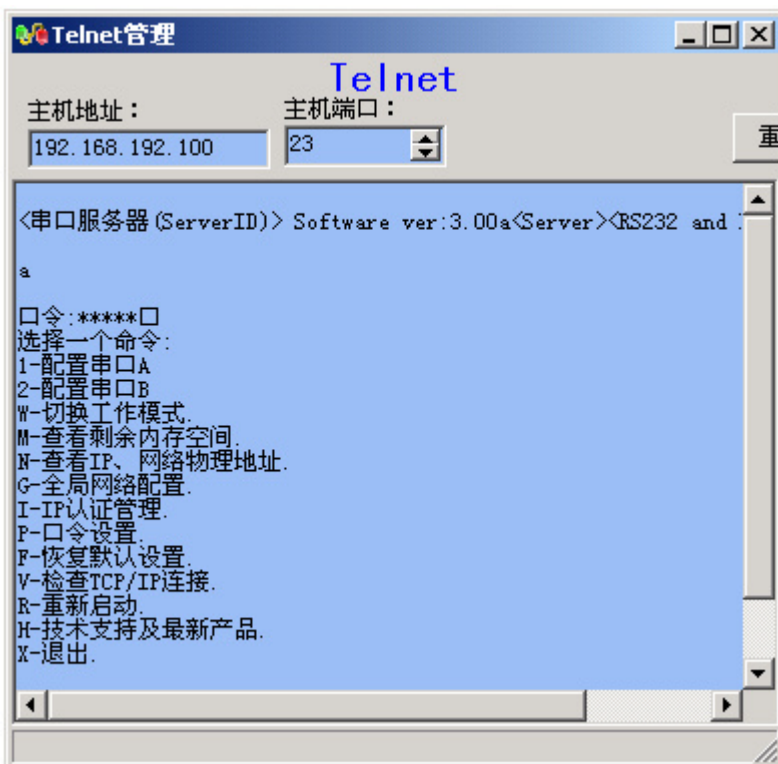 Telnet管理
Telnet
主机地址：
主机端口：
192.168.192.100
23
重
<串口服务器(ServerID)> Software ver:3.00a<Server><RS232 and
a
口令:*****口
选择一个命令:
1-配置串口A
2-配置串口B
W-切换工作模式.
M-查看剩余内存空间.
N-查看IP、网络物理地址.
G-全局网络配置.
I-IP认证管理.
P-口令设置.
F-恢复默认设置.
V-检查TCP/IP连接.
R-重新启动.
H-技术支持及最新产品.
X-退出.